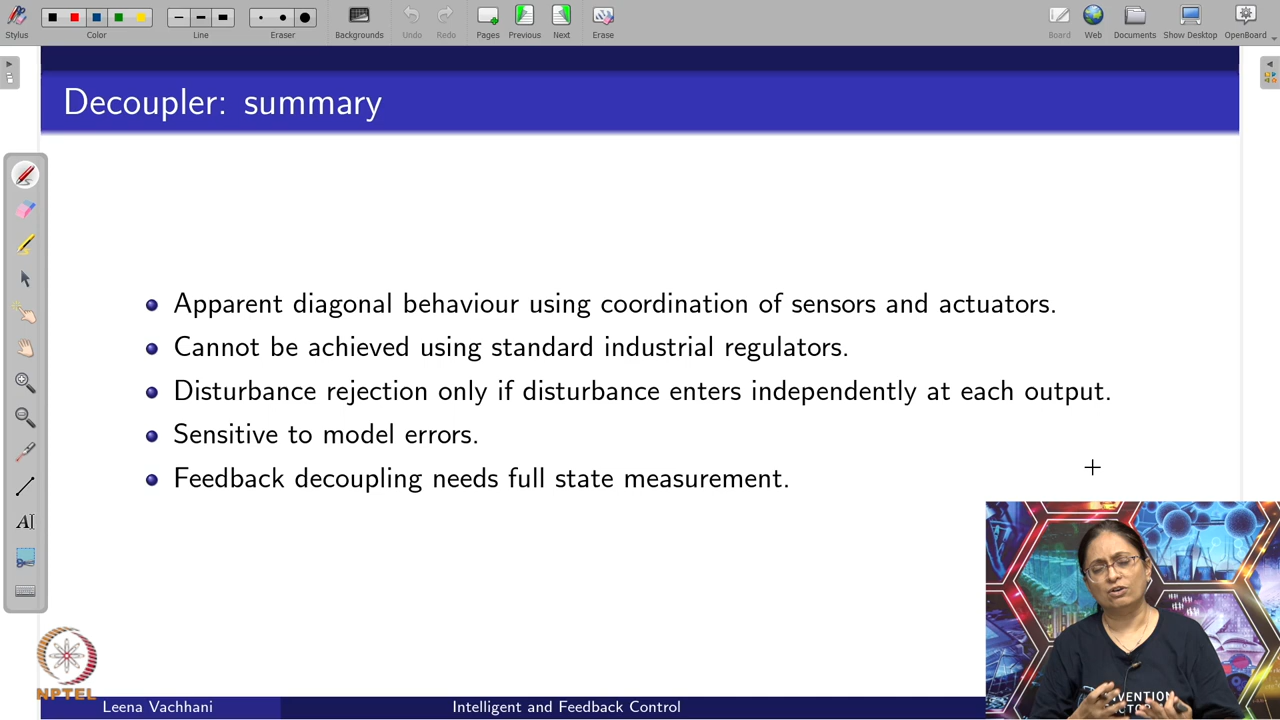 Stylus
Color
Line
Eraser
Backgrounds
Undo
Redo
Pages
Previous
Next
Erase
Board
Web
Documents
Show Desktop
OpenBoard
Decoupler: summary
Apparent diagonal behaviour using coordination of sensors and actuators.
Cannot be achieved using standard industrial regulators.
Disturbance rejection only if disturbance enters independently at each output.
Sensitive to model errors.
Feedback decoupling needs full state measurement.
AI
NPTEL
Leena Vachhani
Intelligent and Feedback Control